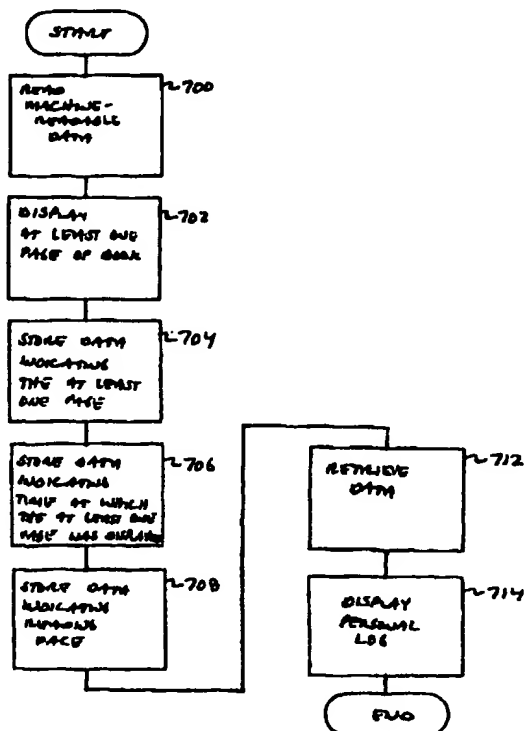 START
READ
MACHINE-
READABLE
DATA
700
DISPLAY
AT LEAST ONE
PAGE OF BOOK
702
STORE DATA
INDICATING
THE AT LEAST
ONE PAGE
704
STORE DATA
INDICATING
TIME AT WHICH
THE AT LEAST ONE
PAGE WAS DISPLAYED
706
STORE DATA
INDICATING
READING
PACE
708
RETRIEVE
DATA
712
DISPLAY
PERSONAL
LOG
714
END